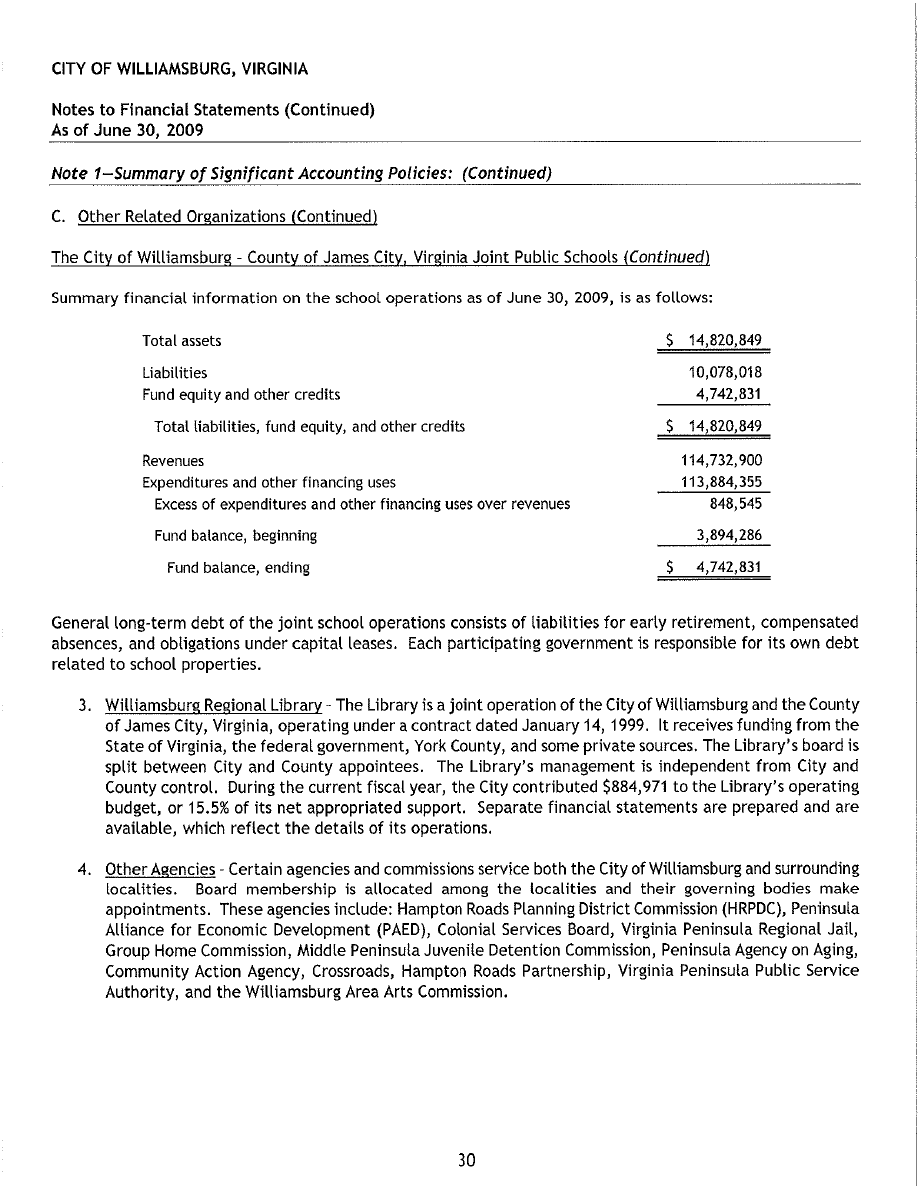 CITY OF WILLIAMSBURG, VIRGINIA
Notes to Financial Statements (Continued)
As of June 30, 2009
Note 1—Summary of Significant Accounting Policies: (Continued)
C. Other Related Organizations (Continued)
The City of Williamsburg - County of James City, Virginia Joint Public Schools (Continued)
Summary financial information on the school operations as of June 30, 2009, is as follows:
Total assets $ 14,820,849
Liabilities 10,078,018
Fund equity and other credits 4,742,831
Total liabilities, fund equity, and other credits $ 14,820,849
Revenues 114,732,900
Expenditures and other financing uses 113,884,355
Excess of expenditures and other financing uses over revenues 848,545
Fund balance, beginning 3,894,286
Fund balance, ending $ 4,742,831
General long-term debt of the joint school operations consists of liabilities for early retirement, compensated
absences, and obligations under capital leases. Each participating government is responsible for its own debt
related to school properties.
3. Williamsburg Regional Library - The Library is a joint operation of the City of Williamsburg and the County
of James City, Virginia, operating under a contract dated January 14, 1999. It receives funding from the
State of Virginia, the federal government, York County, and some private sources. The Library's board is
split between City and County appointees. The Library's management is independent from City and
County control. During the current fiscal year, the City contributed $884,971 to the Library's operating
budget, or 15.5% of its net appropriated support. Separate financial statements are prepared and are
available, which reflect the details of its operations.
4. Other Agencies - Certain agencies and commissions service both the City of Williamsburg and surrounding
localities. Board membership is allocated among the localities and their governing bodies make
appointments. These agencies include: Hampton Roads Planning District Commission (HRPDC), Peninsula
Alliance for Economic Development (PAED), Colonial Services Board, Virginia Peninsula Regional Jail,
Group Home Commission, Middle Peninsula Juvenile Detention Commission, Peninsula Agency on Aging,
Community Action Agency, Crossroads, Hampton Roads Partnership, Virginia Peninsula Public Service
Authority, and the Williamsburg Area Arts Commission.
30